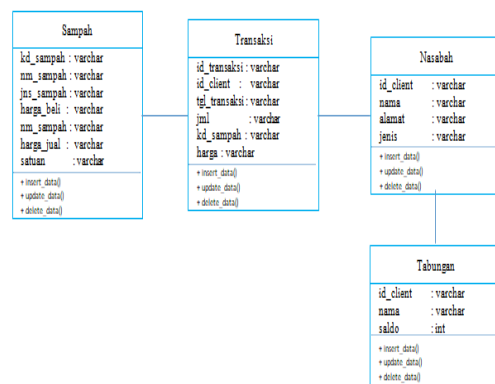 Sampah
kd_sampah : varchar
nm_sampah : varchar
jns_sampah : varchar
harga_beli : varchar
nm_sampah : varchar
harga_jual : varchar
satuan : varchar
+ insert_data()
+ update_data()
+ delete_data()
Transaksi
id_transaksi : varchar
id_client : varchar
tgl_transaksi : varchar
jml : varchar
kd_sampah : varchar
harga : varchar
+ insert_data()
+ update_data()
+ delete_data()
Nasabah
id_client : varchar
nama : varchar
alamat : varchar
jenis : varchar
+ insert_data()
+ update_data()
+ delete_data()
Tabungan
id_client : varchar
nama : varchar
saldo : int
+ insert_data()
+ update_data()
+ delete_data()